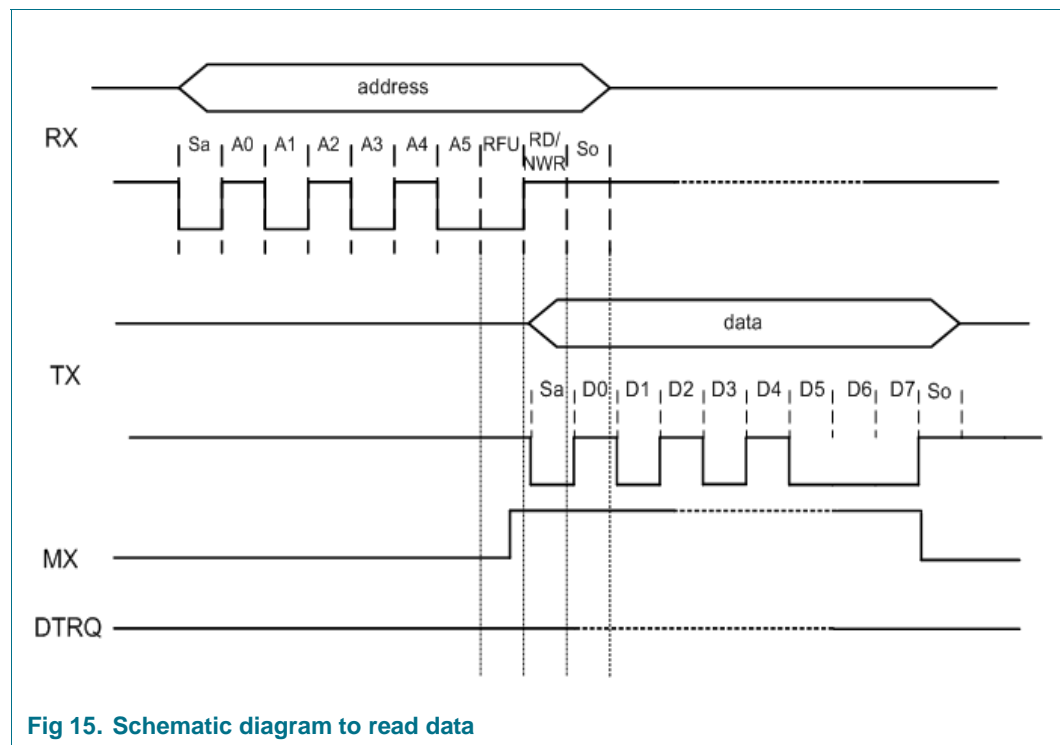 address
RX
Sa A0 A1 A2 A3 A4 A5 RFU RD/ NWR So
data
TX
Sa D0 D1 D2 D3 D4 D5 D6 D7 So
MX
DTRQ
Fig 15. Schematic diagram to read data